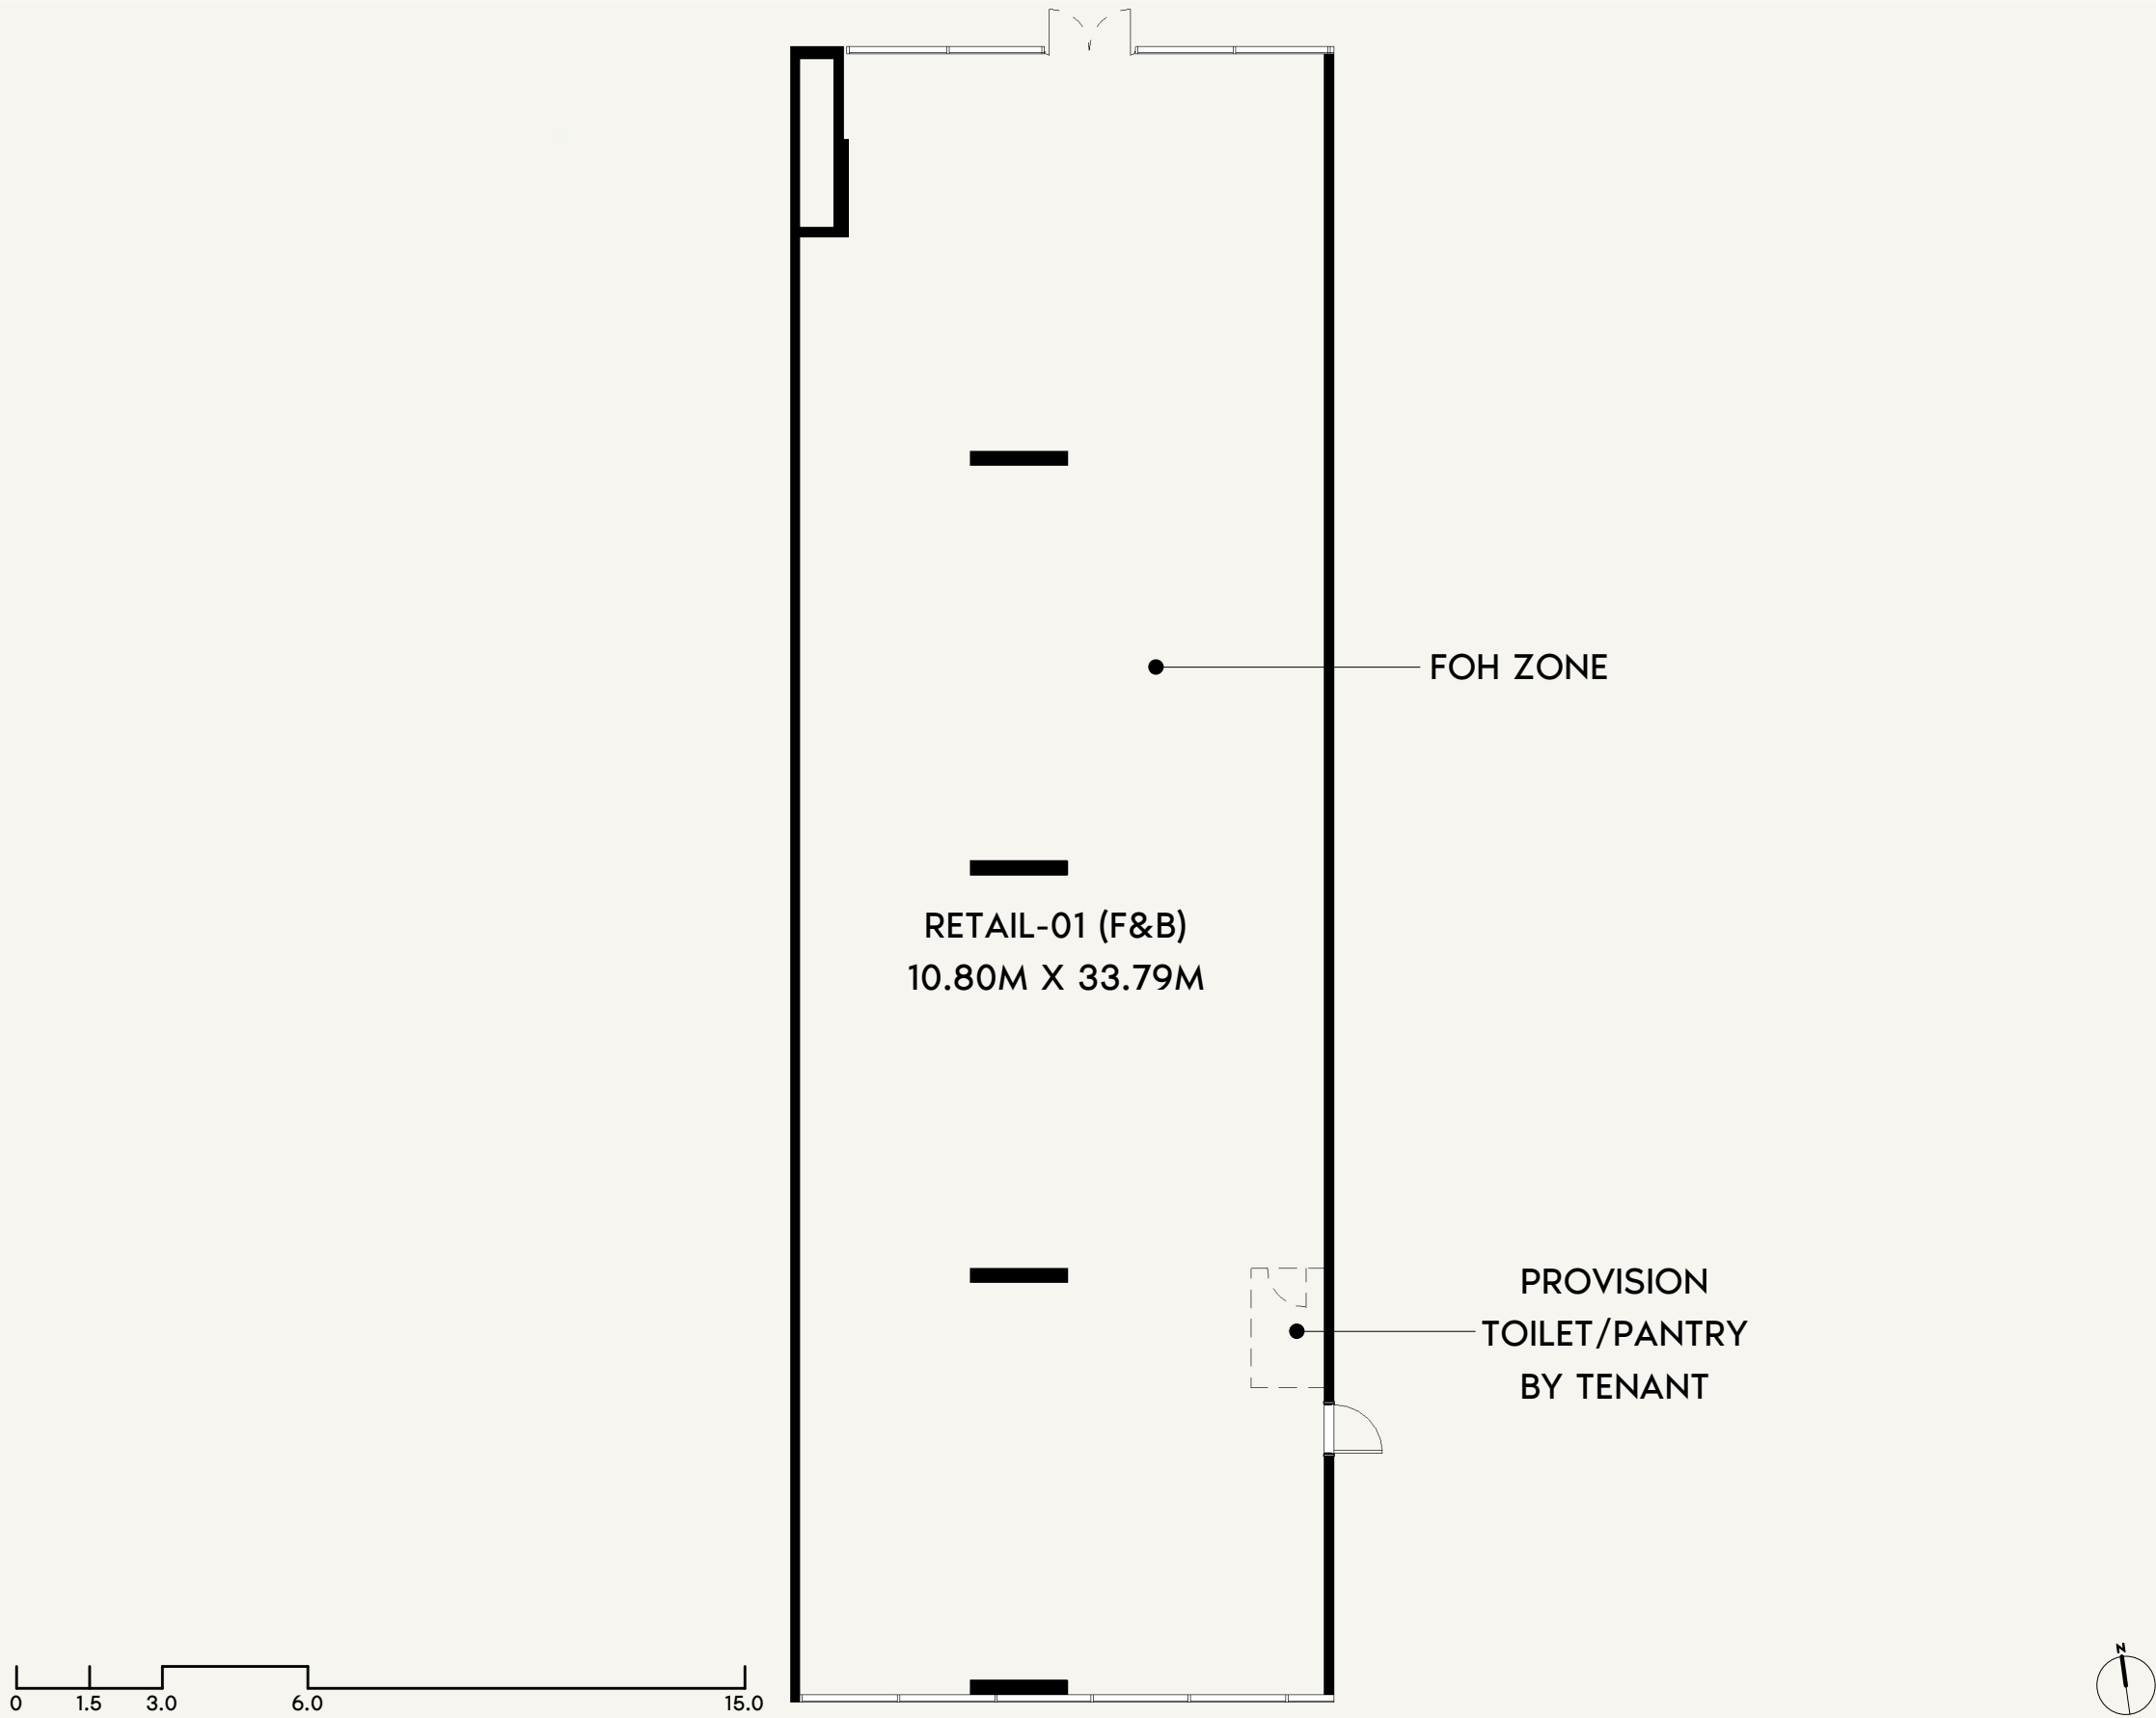 FOH ZONE
RETAIL-01 (F&B)
10.80M X 33.79M
PROVISION
TOILET/PANTRY
BY TENANT
0 1.5 3.0 6.0 15.0
N